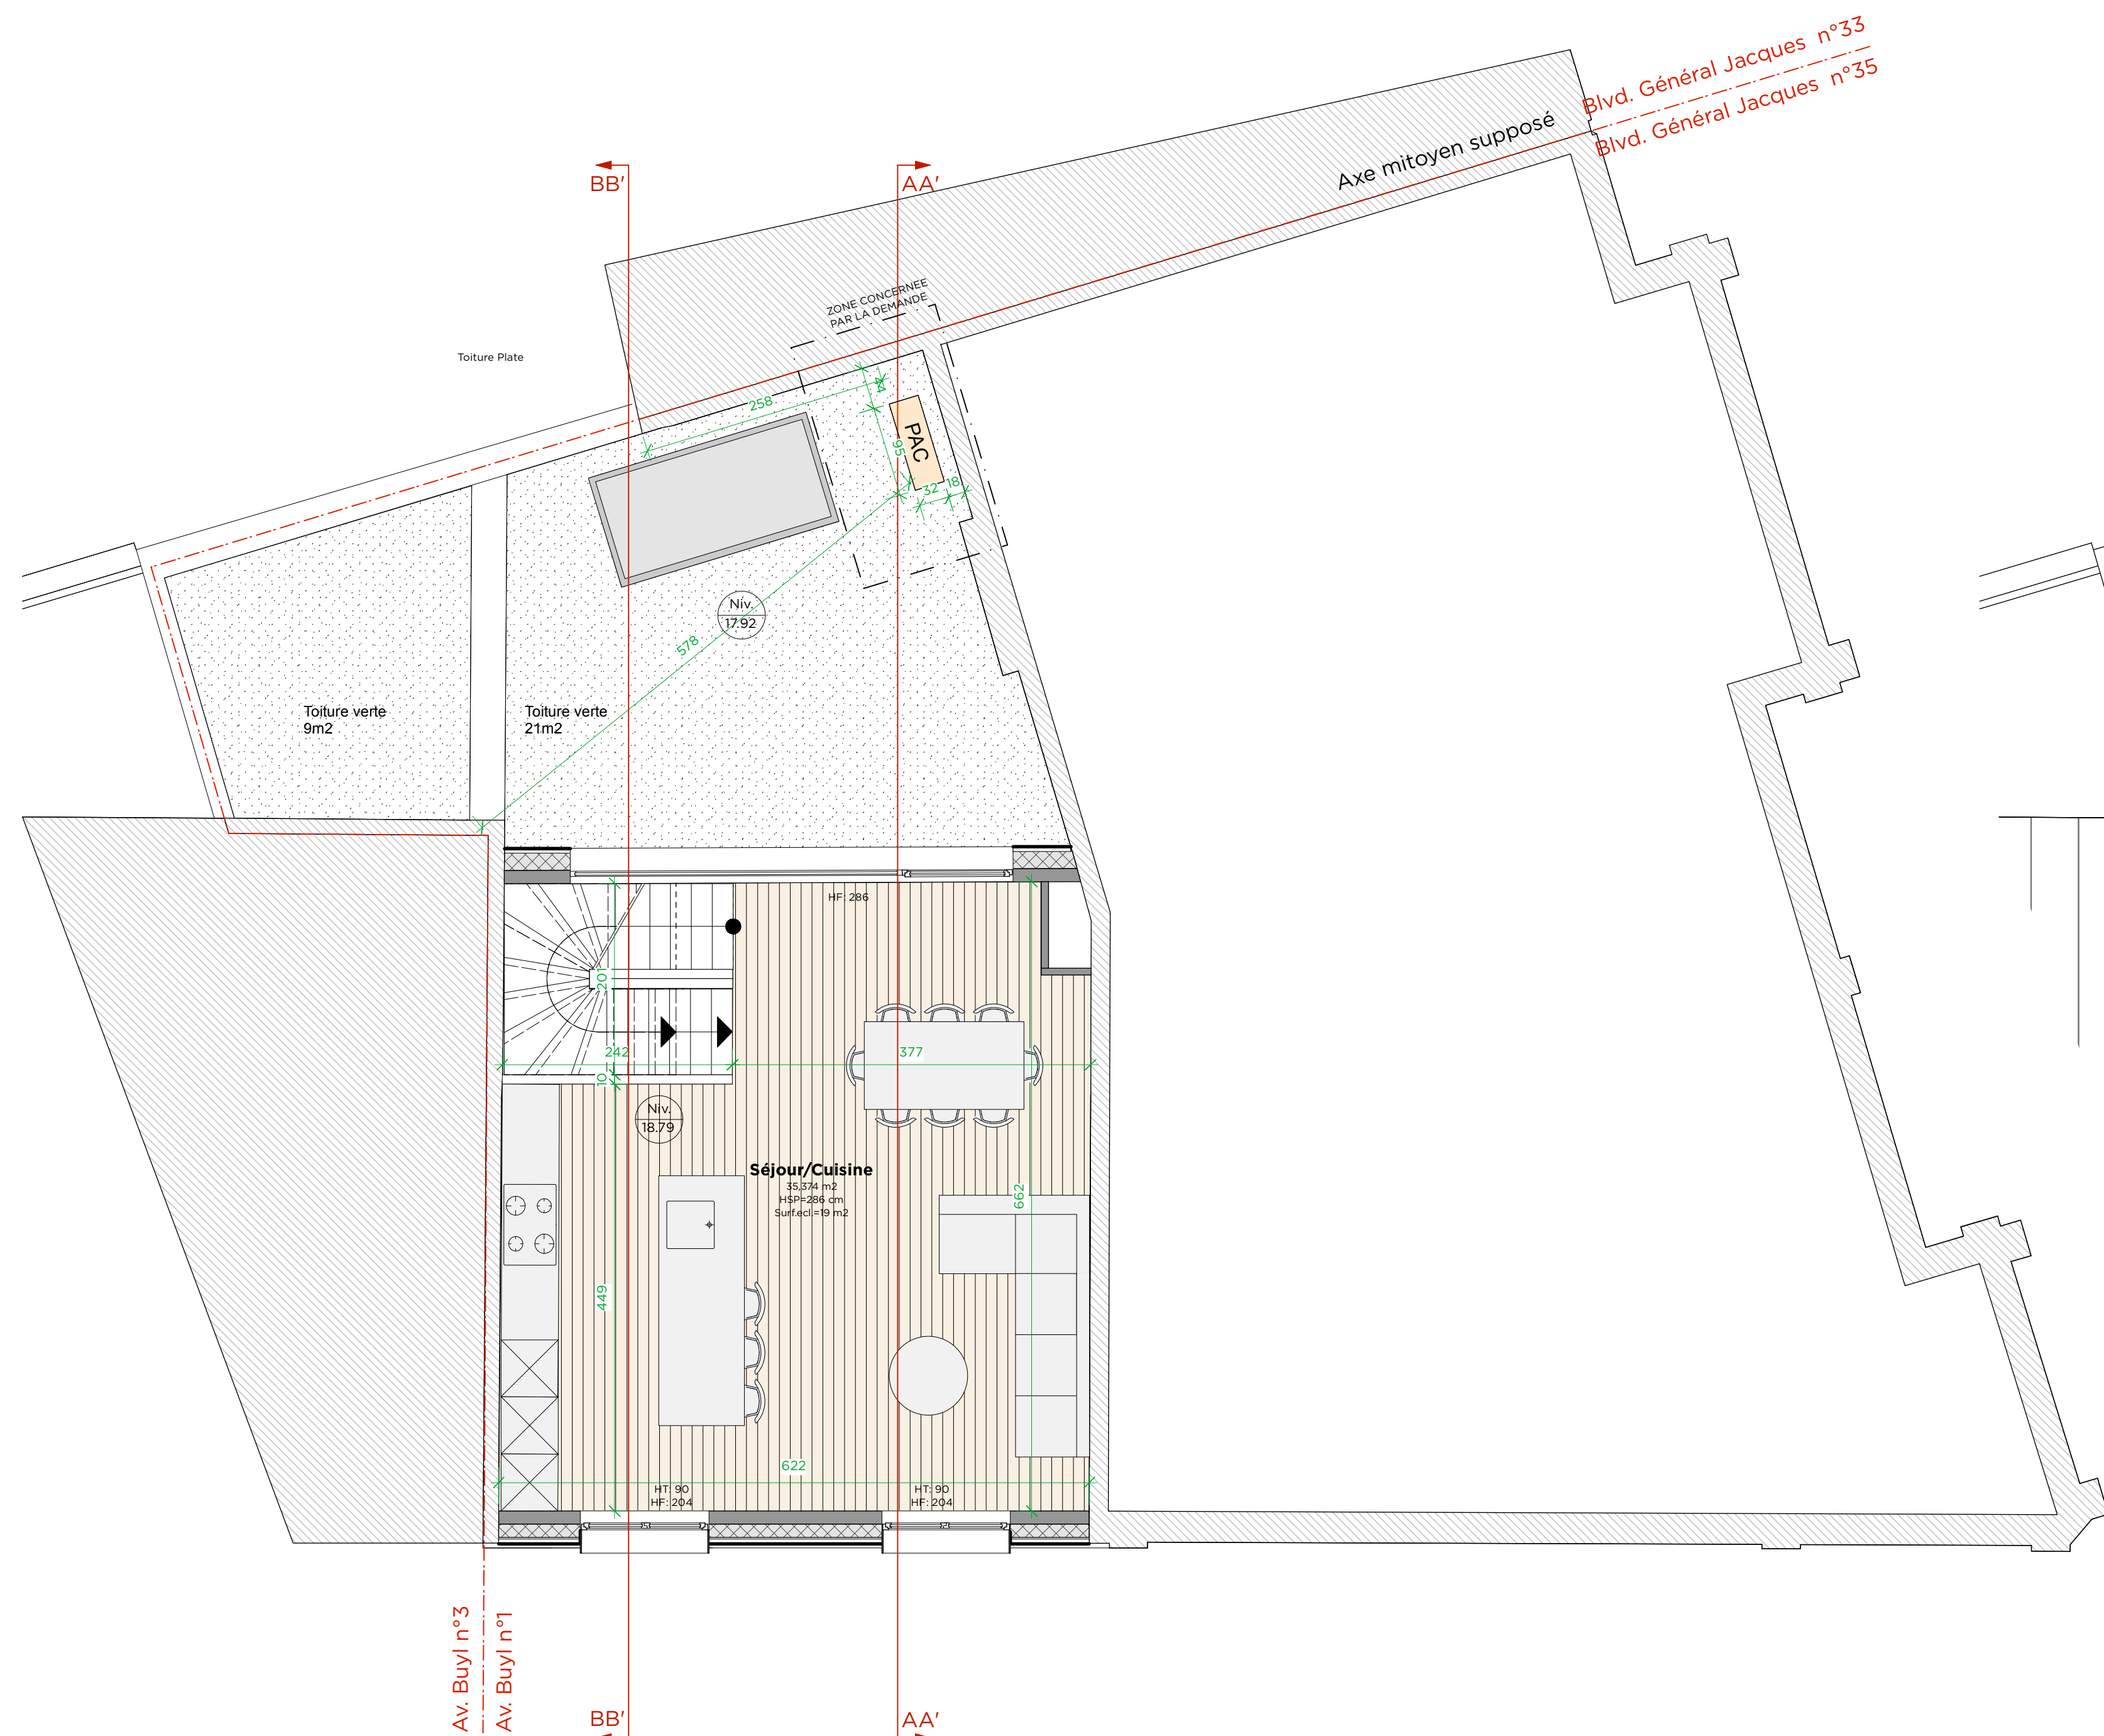 Blvd. Général Jacques n°33
Blvd. Général Jacques n°35
Axe mitoyen supposé
BB'
AA'
ZONE CONCERNEE
PAR LA DEMANDE
Toiture Plate
258
44
95
PAC
32
18
Niv.
17.92
578
Toiture verte
9m2
Toiture verte
21m2
HF: 286
201
242
377
10
Niv.
18.79
Séjour/Cuisine
35,374 m2
HSP=286 cm
Surf.ecl.=19 m2
662
449
622
HT: 90
HF: 204
HT: 90
HF: 204
Av. Buyl n°3
Av. Buyl n°1
BB'
AA'